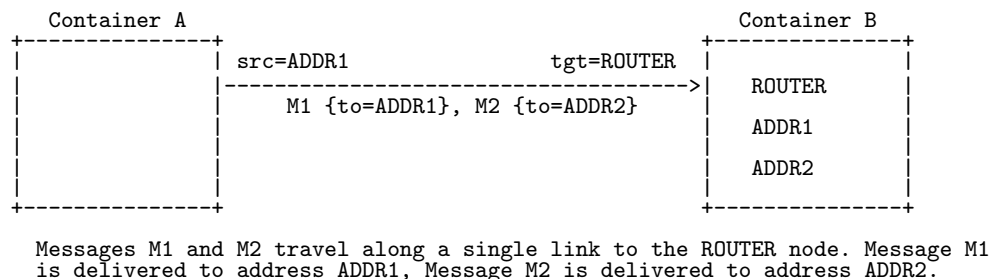 Container A Container B
src=ADDR1 tgt=ROUTER
ROUTER
M1 {to=ADDR1}, M2 {to=ADDR2}
ADDR1
ADDR2
Messages M1 and M2 travel along a single link to the ROUTER node. Message M1
is delivered to address ADDR1, Message M2 is delivered to address ADDR2.